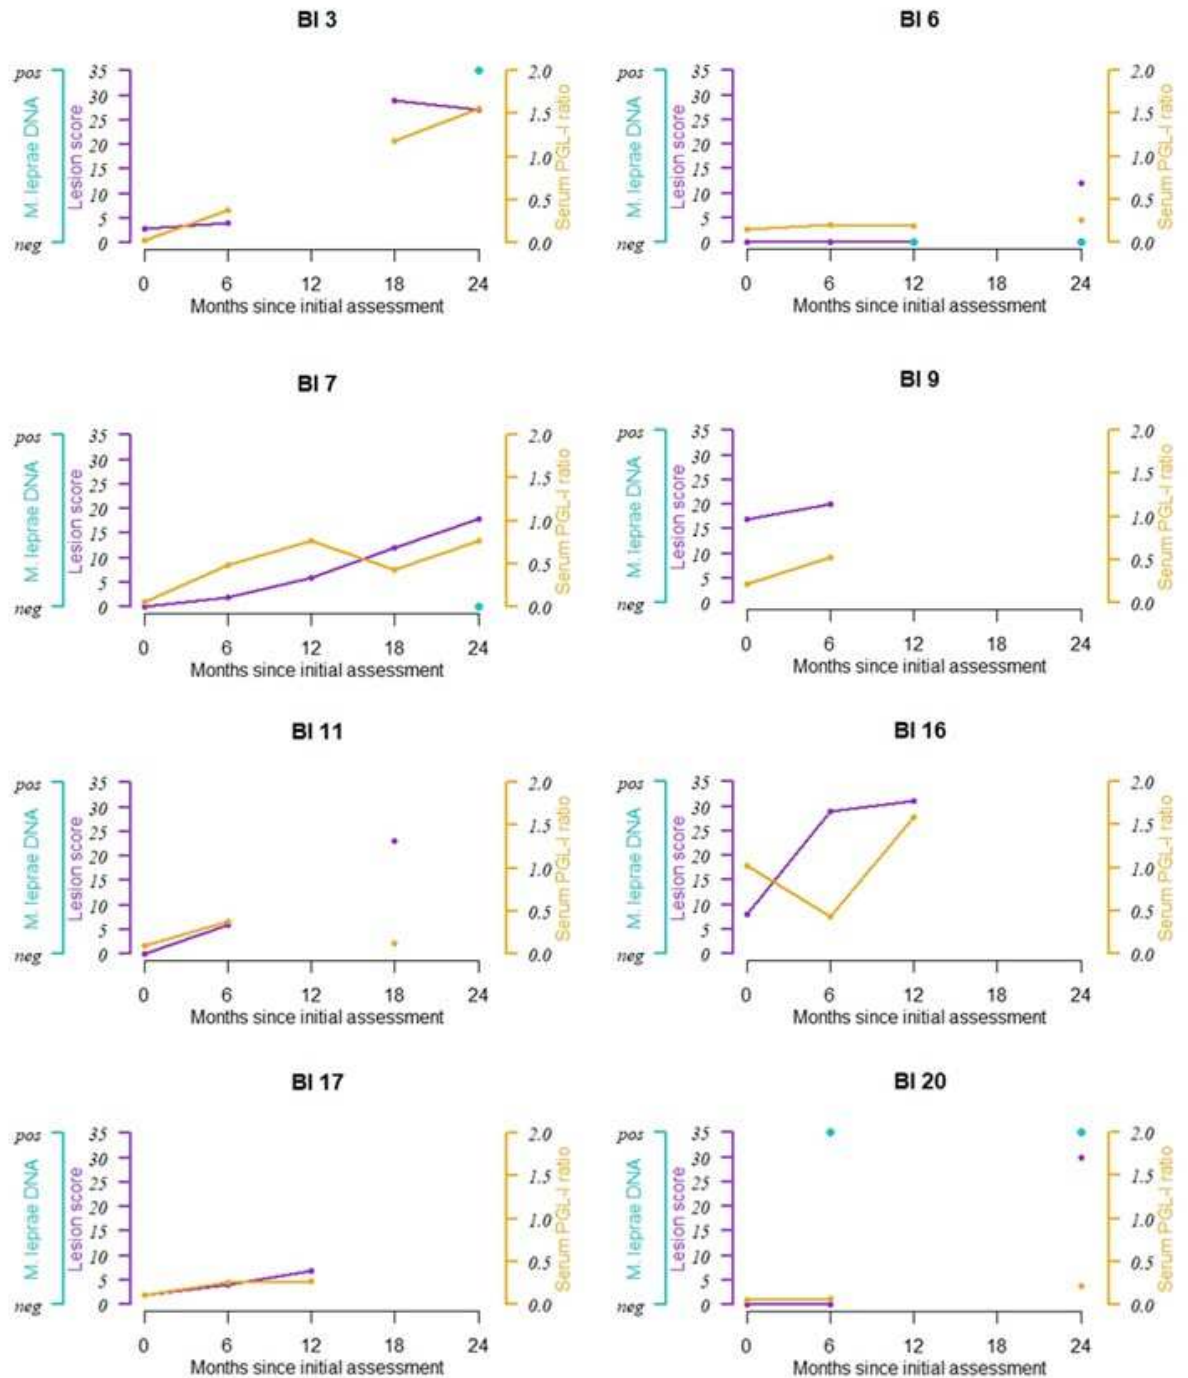 BI 3
BI 6
pos
neg
M. leprae DNA
Lesion score
35
30
25
20
15
10
5
0
2.0
1.5
1.0
0.5
0.0
Serum PGL-I ratio
0 6 12 18 24
Months since initial assessment
pos
neg
M. leprae DNA
Lesion score
35
30
25
20
15
10
5
0
2.0
1.5
1.0
0.5
0.0
Serum PGL-I ratio
0 6 12 18 24
Months since initial assessment
BI 7
BI 9
pos
neg
M. leprae DNA
Lesion score
35
30
25
20
15
10
5
0
2.0
1.5
1.0
0.5
0.0
Serum PGL-I ratio
0 6 12 18 24
Months since initial assessment
pos
neg
M. leprae DNA
Lesion score
35
30
25
20
15
10
5
0
2.0
1.5
1.0
0.5
0.0
Serum PGL-I ratio
0 6 12 18 24
Months since initial assessment
BI 11
BI 16
pos
neg
M. leprae DNA
Lesion score
35
30
25
20
15
10
5
0
2.0
1.5
1.0
0.5
0.0
Serum PGL-I ratio
0 6 12 18 24
Months since initial assessment
pos
neg
M. leprae DNA
Lesion score
35
30
25
20
15
10
5
0
2.0
1.5
1.0
0.5
0.0
Serum PGL-I ratio
0 6 12 18 24
Months since initial assessment
BI 17
BI 20
pos
neg
M. leprae DNA
Lesion score
35
30
25
20
15
10
5
0
2.0
1.5
1.0
0.5
0.0
Serum PGL-I ratio
0 6 12 18 24
Months since initial assessment
pos
neg
M. leprae DNA
Lesion score
35
30
25
20
15
10
5
0
2.0
1.5
1.0
0.5
0.0
Serum PGL-I ratio
0 6 12 18 24
Months since initial assessment